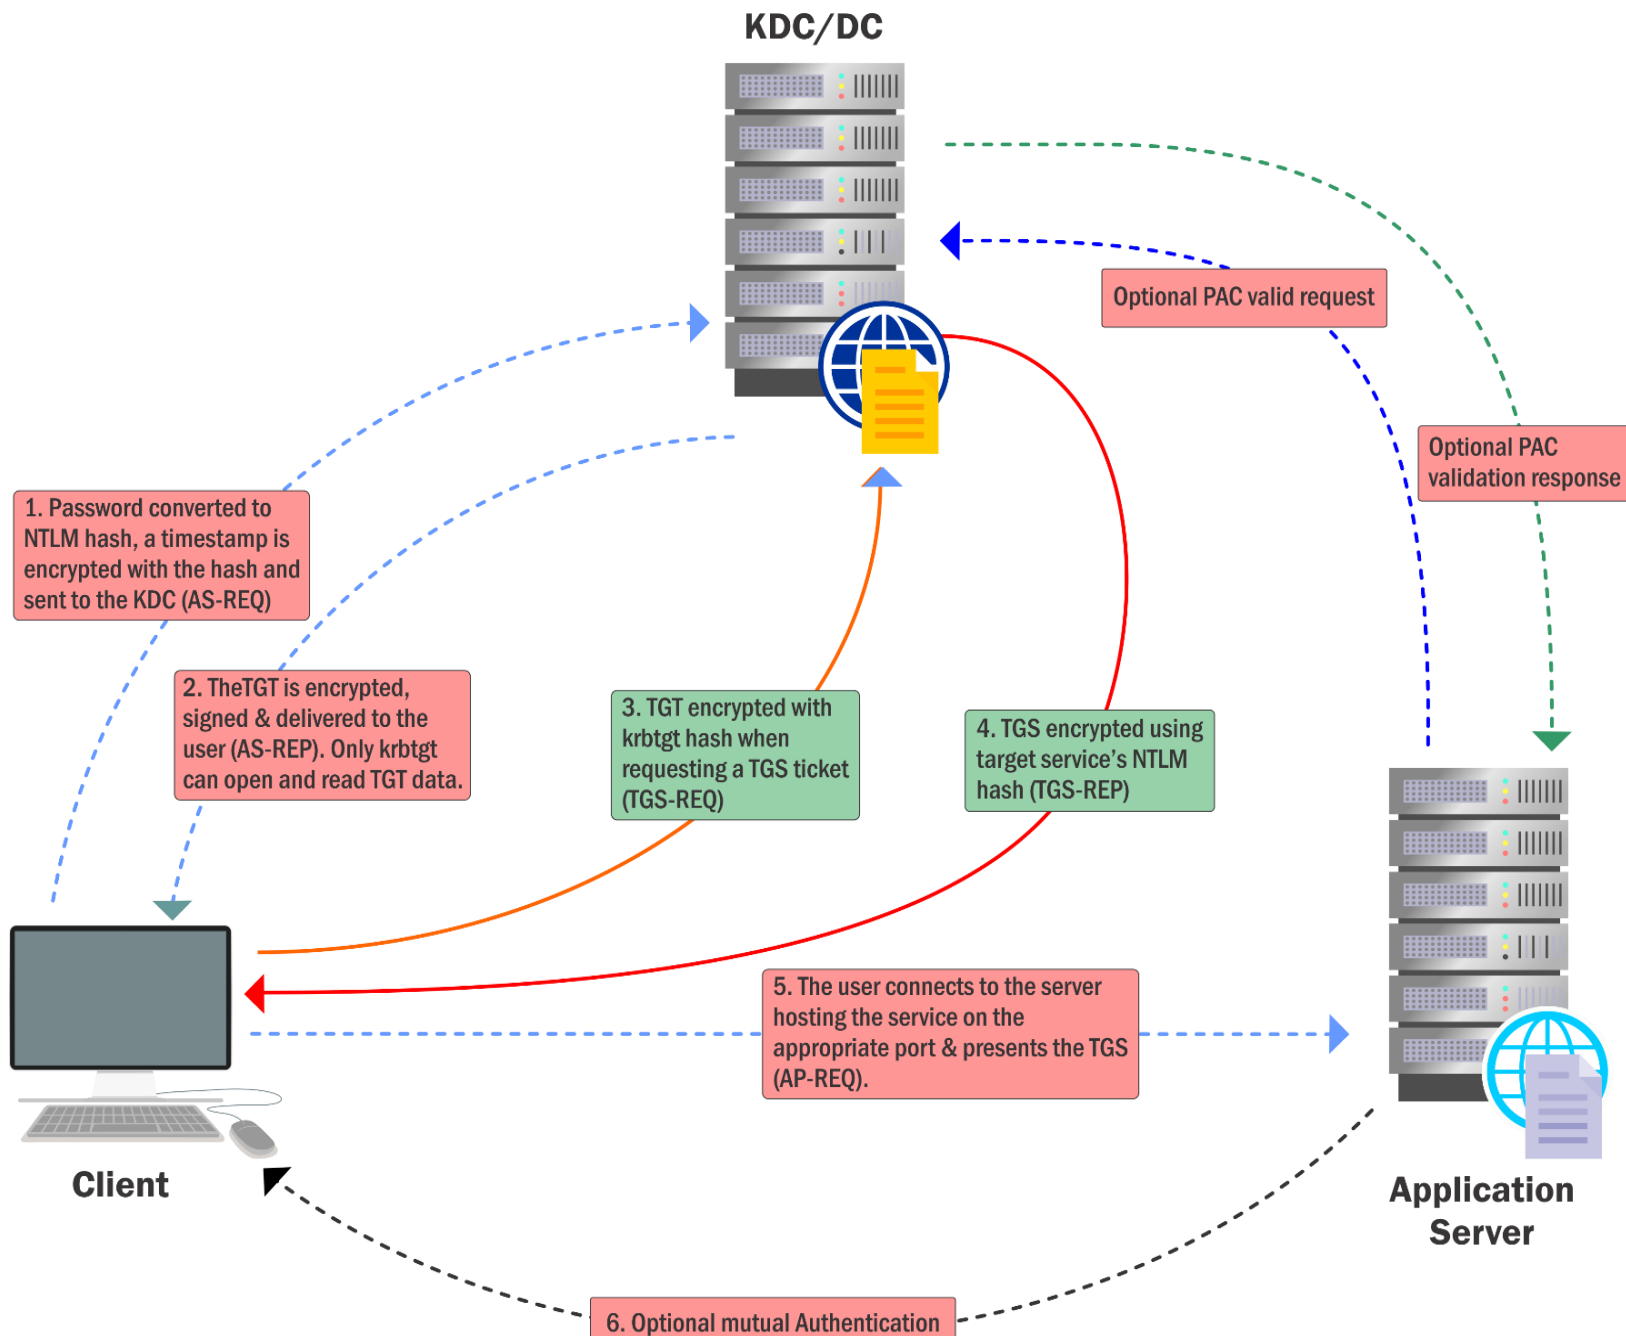 KDC/DC
Optional PAC valid request
Optional PAC
validation response
1. Password converted to
NTLM hash, a timestamp is
encrypted with the hash and
sent to the KDC (AS-REQ)
2. TheTGT is encrypted,
signed & delivered to the
user (AS-REP). Only krbtgt
can open and read TGT data.
3. TGT encrypted with
krbtgt hash when
requesting a TGS ticket
(TGS-REQ)
4. TGS encrypted using
target service’s NTLM
hash (TGS-REP)
5. The user connects to the server
hosting the service on the
appropriate port & presents the TGS
(AP-REQ).
Client
Application
Server
6. Optional mutual Authentication